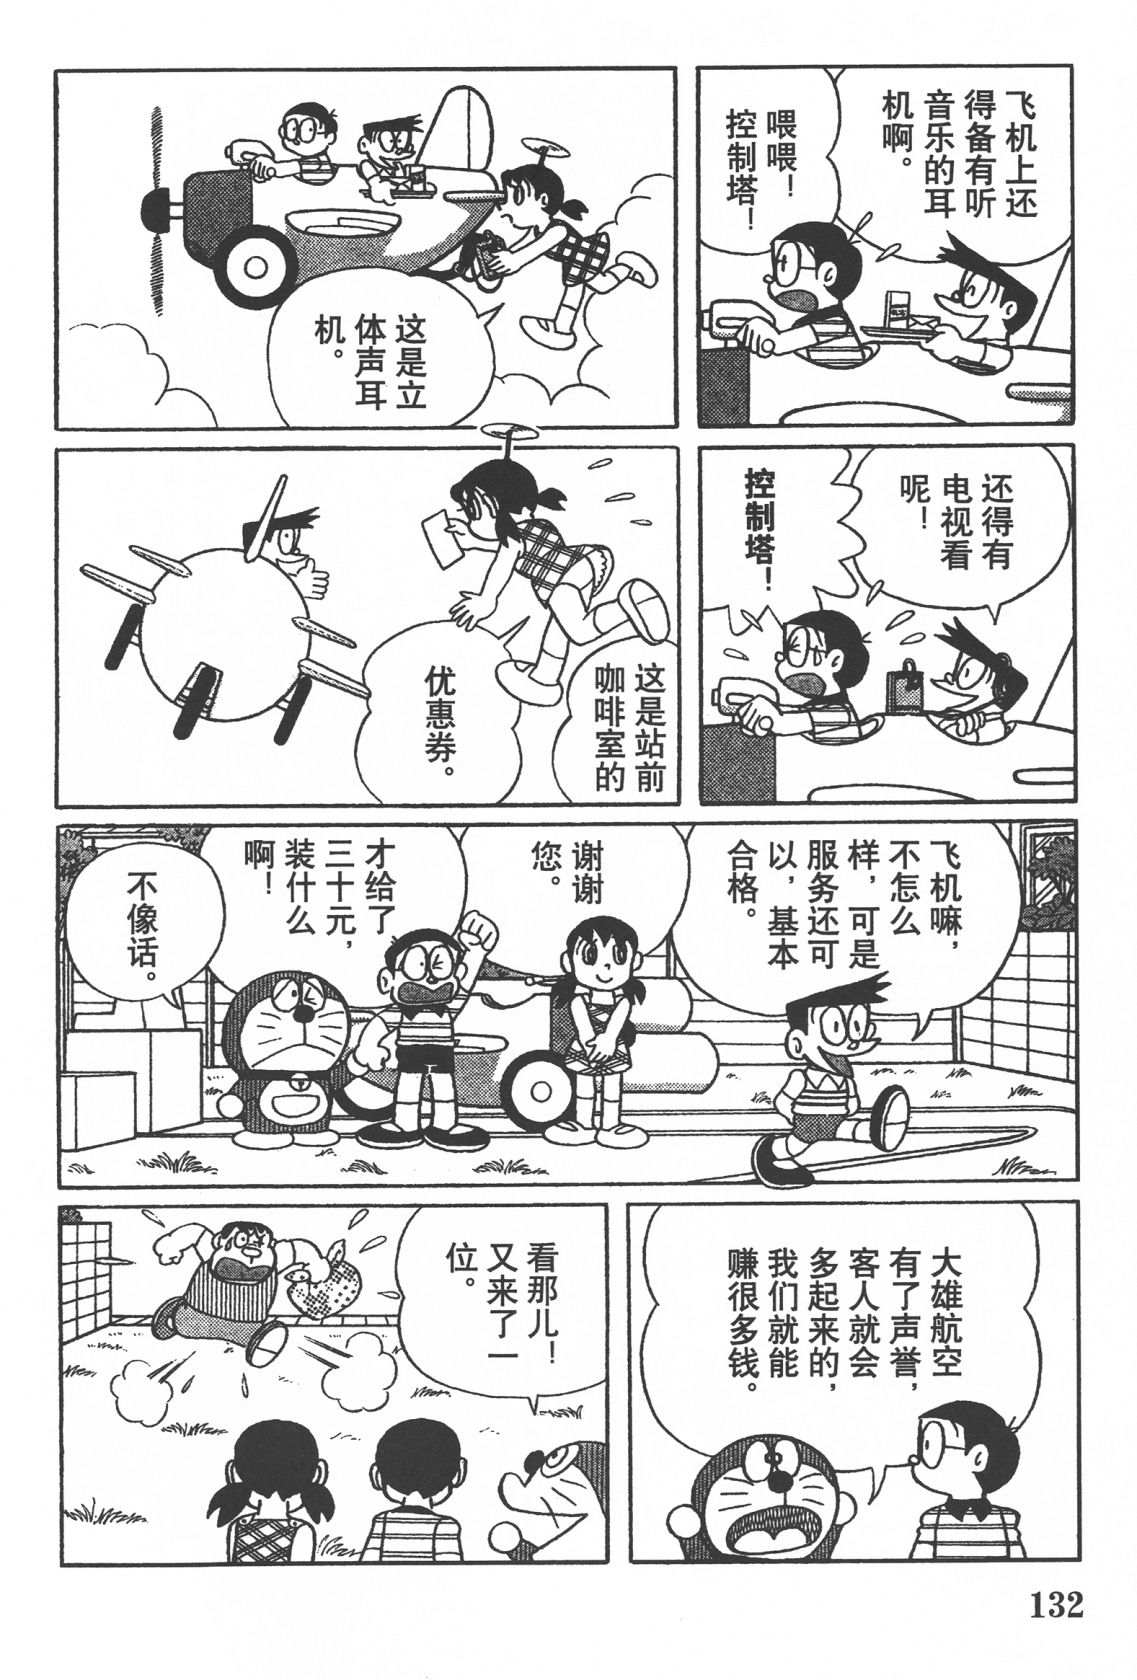 飞机上还
得备有听
音乐的耳
机啊。
喂喂！
控制塔！
这是立
体声耳
机。
还得有
电视看
呢！
控制塔！
这是站前
咖啡室的
优惠券。
飞机嘛，
不怎么
样，可是
服务还可
以，基本
合格。
谢谢
您。
才给了
三十元，
装什么
啊！
不像话。
大雄航空
有了声誉，
客人就会
多起来的，
我们就能
赚很多钱。
看那儿！
又来了一
位。
132